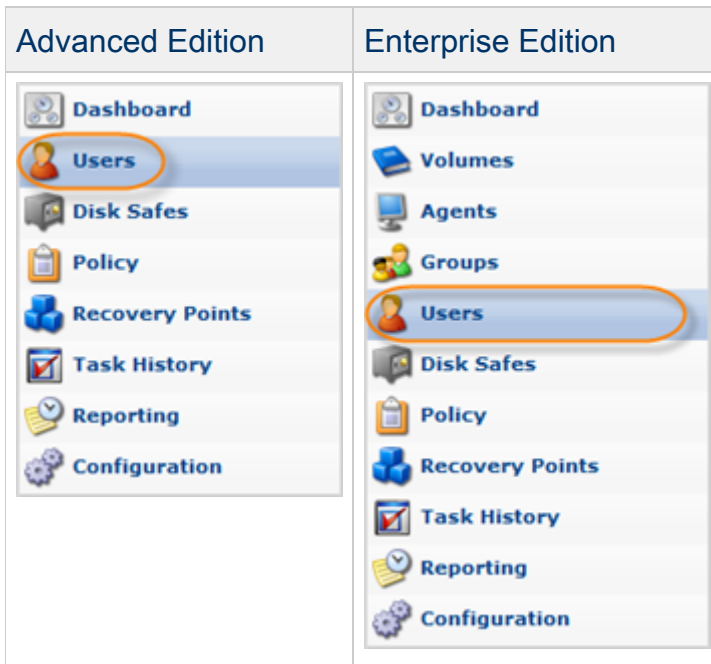 Advanced Edition
Enterprise Edition
Dashboard
Users
Disk Safes
Policy
Recovery Points
Task History
Reporting
Configuration
Dashboard
Volumes
Agents
Groups
Users
Disk Safes
Policy
Recovery Points
Task History
Reporting
Configuration